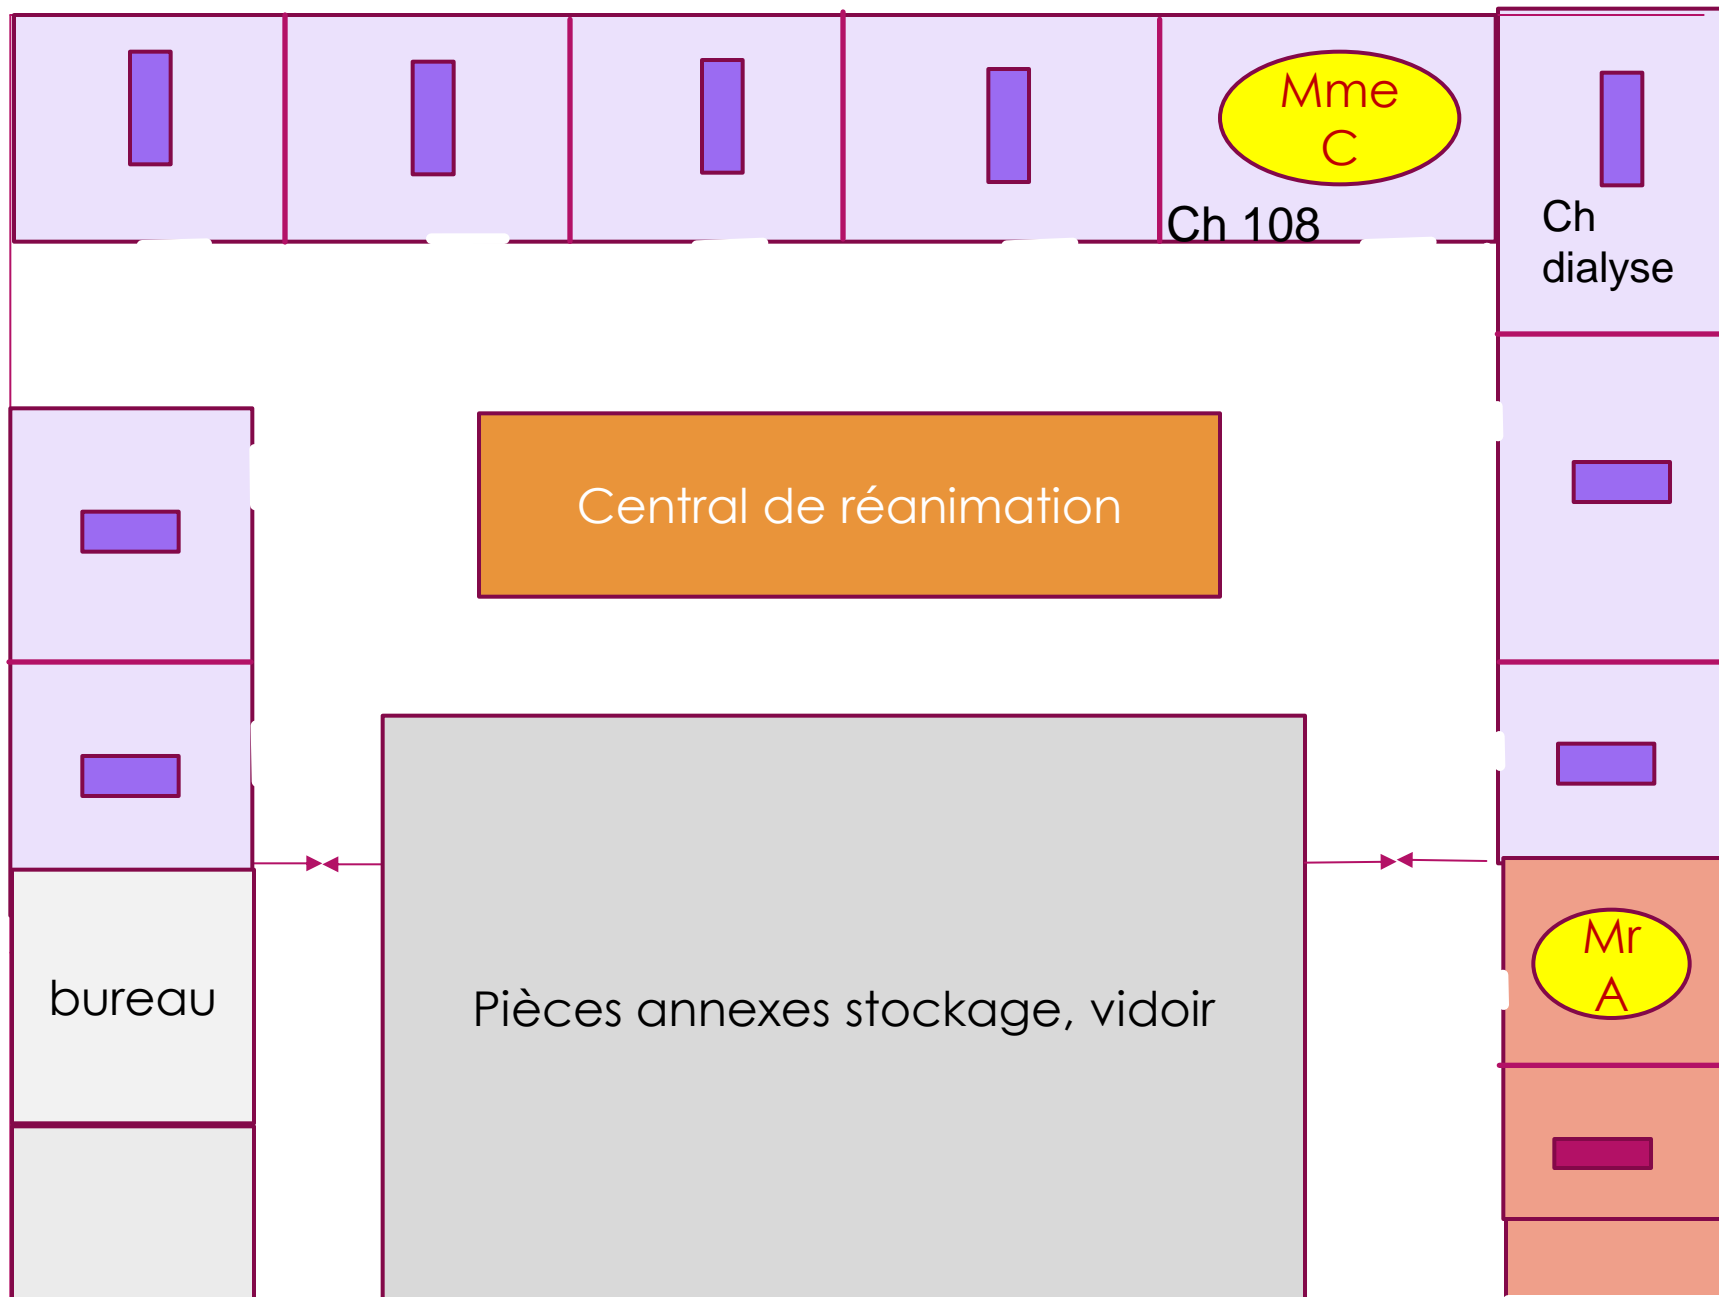 Mme
C
Ch 108
Ch
dialyse
Central de réanimation
bureau
Pièces annexes stockage, vidoir
Mr
A